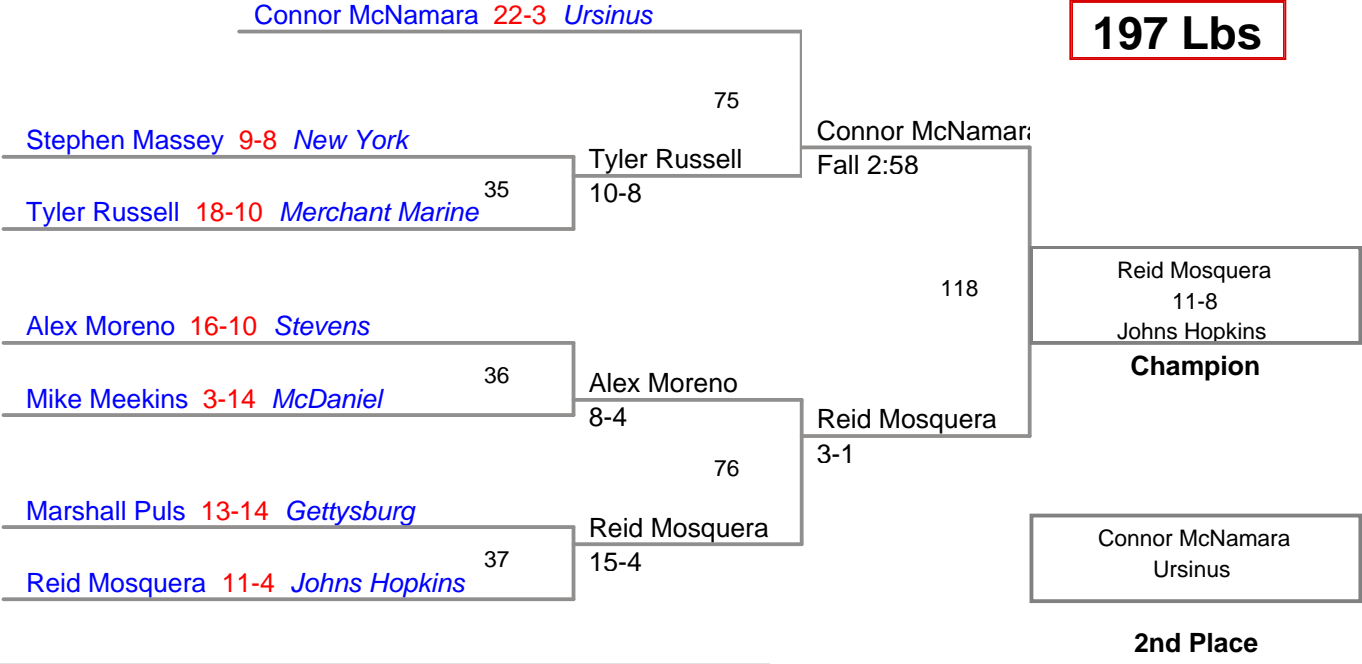 Connor McNamara 22-3 Ursinus
197 Lbs
75
Stephen Massey 9-8 New York
Connor McNamara
Tyler Russell
Fall 2:58
35
10-8
Tyler Russell 18-10 Merchant Marine
Reid Mosquera
118
11-8
Alex Moreno 16-10 Stevens
Johns Hopkins
Champion
36
Alex Moreno
Mike Meekins 3-14 McDaniel
8-4
Reid Mosquera
3-1
76
Marshall Puls 13-14 Gettysburg
Reid Mosquera
Connor McNamara
37
15-4
Ursinus
Reid Mosquera 11-4 Johns Hopkins
2nd Place